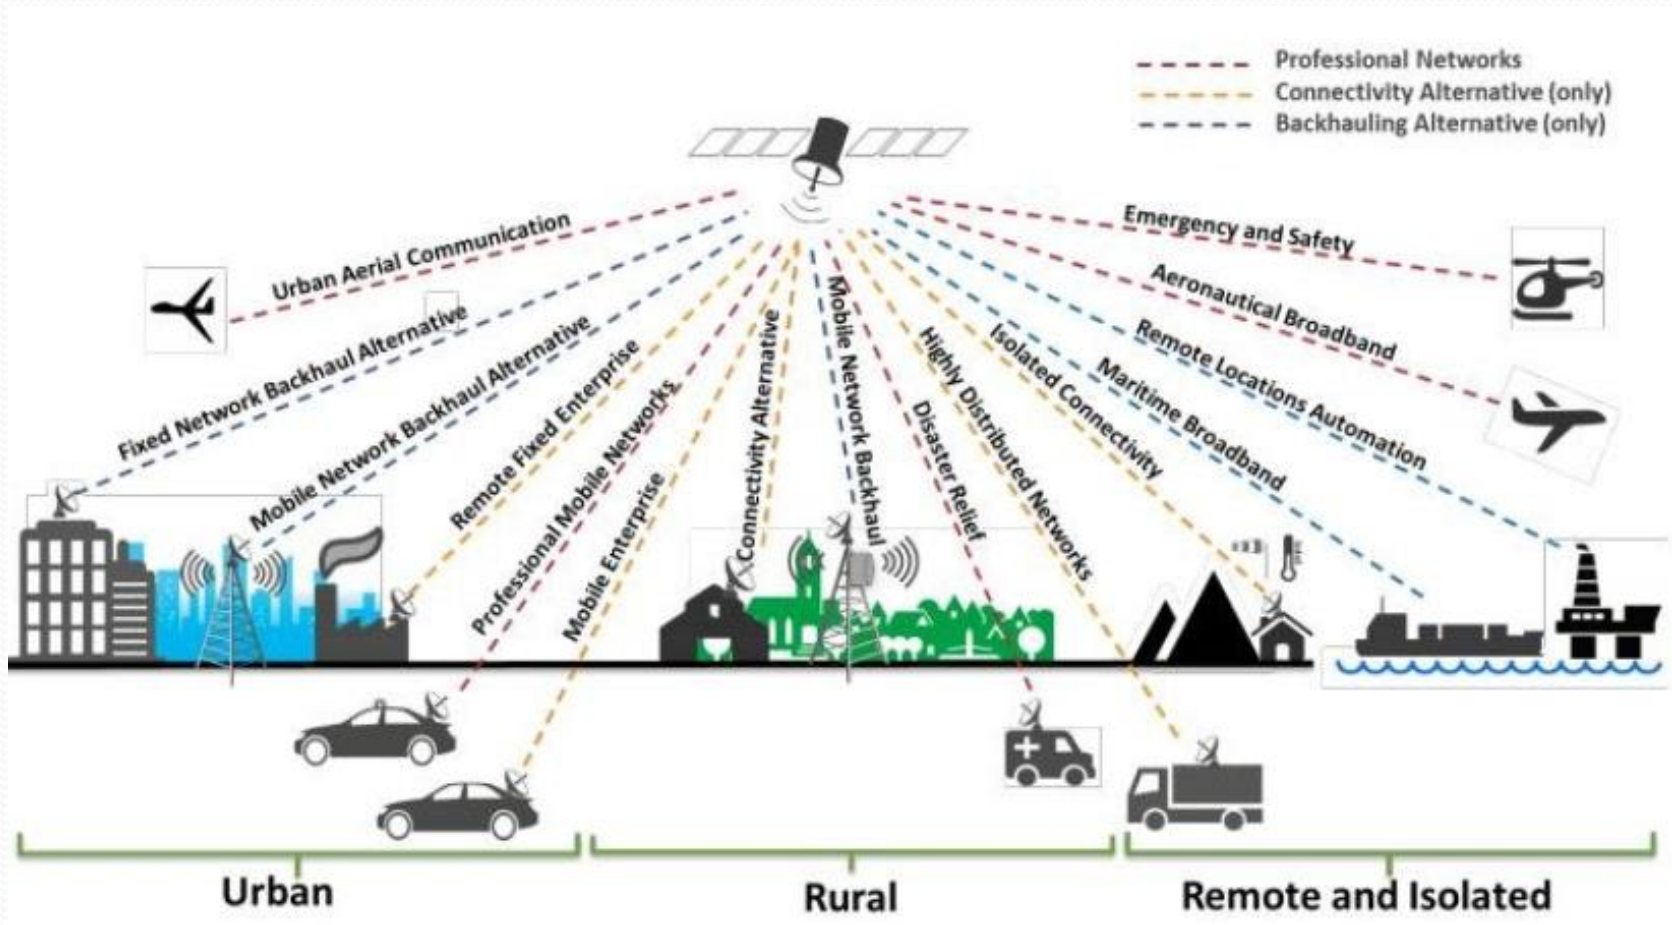 Professional Networks
Connectivity Alternative (only)
Backhauling Alternative (only)
Urban Aerial Communication
Fixed Network Backhaul Alternative
Mobile Network Backhaul Alternative
Remote Fixed Enterprise
Professional Mobile Networks
Mobile Enterprise
Connectivity Alternative
Mobile Network Backhaul
Disaster Relief
Highly Distributed Networks
Isolated Connectivity
Maritime Broadband
Remote Locations Automation
Aeronautical Broadband
Emergency and Safety
Urban
Rural
Remote and Isolated